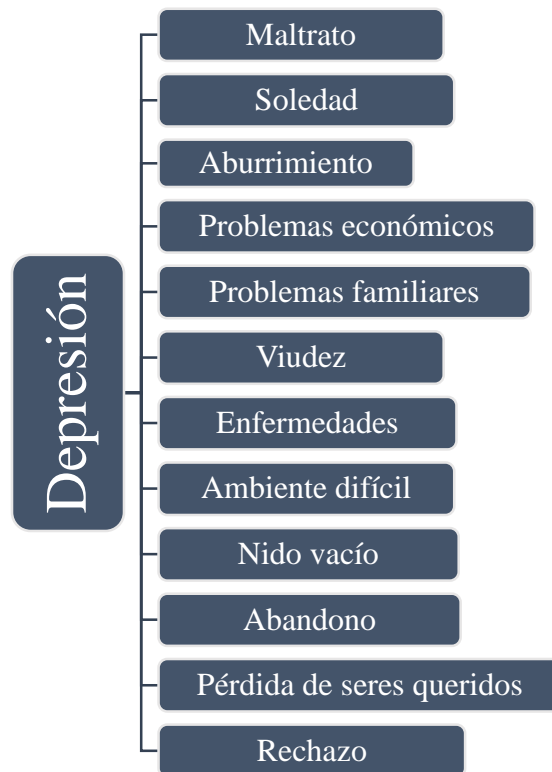 Depresión
Maltrato
Soledad
Aburrimiento
Problemas económicos
Problemas familiares
Viudez
Enfermedades
Ambiente difícil
Nido vacío
Abandono
Pérdida de seres queridos
Rechazo